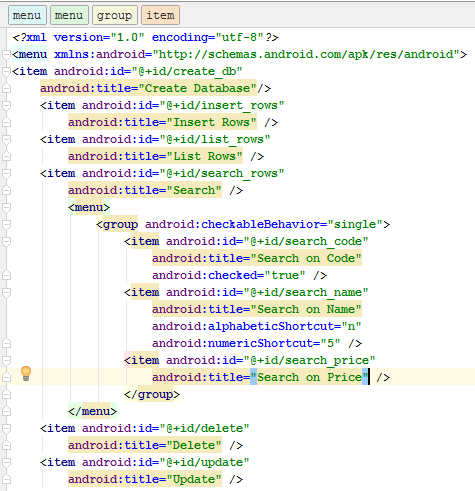 menu menu group item
<?xml version="1.0" encoding="utf-8"?>
<menu xmlns:android="http://schemas.android.com/apk/res/android">
<item android:id="@+id/create_db"
android:title="Create Database"/>
<item android:id="@+id/insert_rows"
android:title="Insert Rows" />
<item android:id="@+id/list_rows"
android:title="List Rows" />
<item android:id="@+id/search_rows"
android:title="Search" />
<menu>
<group android:checkableBehavior="single">
<item android:id="@+id/search_code"
android:title="Search on Code"
android:checked="true" />
<item android:id="@+id/search_name"
android:title="Search on Name"
android:alphabeticShortcut="n"
android:numericShortcut="5" />
<item android:id="@+id/search_price"
android:title="Search on Price" />
</group>
</menu>
<item android:id="@+id/delete"
android:title="Delete" />
<item android:id="@+id/update"
android:title="Update" />